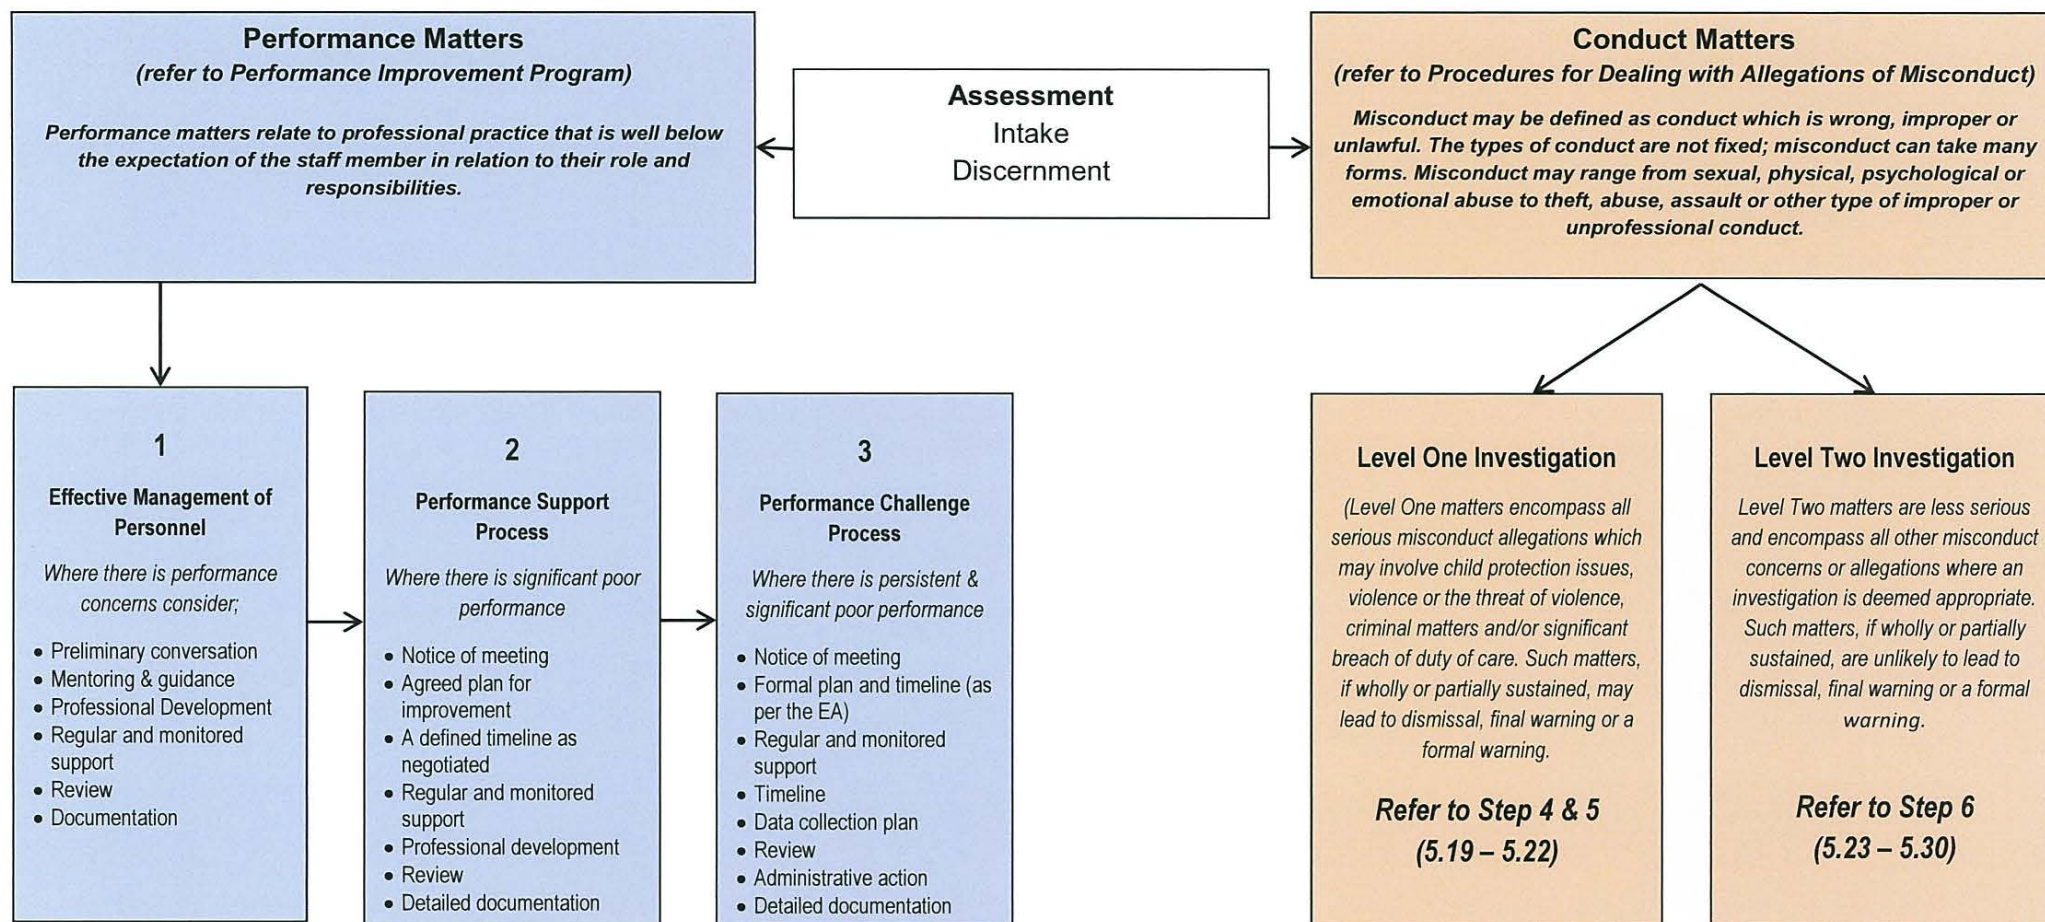 Performance Matters
(refer to Performance Improvement Program)
Performance matters relate to professional practice that is well below
the expectation of the staff member in relation to their role and
responsibilities.
Assessment
Intake
Discernment
Conduct Matters
(refer to Procedures for Dealing with Allegations of Misconduct)
Misconduct may be defined as conduct which is wrong, improper or
unlawful. The types of conduct are not fixed; misconduct can take many
forms. Misconduct may range from sexual, physical, psychological or
emotional abuse to theft, abuse, assault or other type of improper or
unprofessional conduct.
1
Effective Management of
Personnel
Where there is performance
concerns consider;
• Preliminary conversation
• Mentoring & guidance
• Professional Development
• Regular and monitored
support
• Review
• Documentation
2
Performance Support
Process
Where there is significant poor
performance
• Notice of meeting
• Agreed plan for
improvement
• A defined timeline as
negotiated
• Regular and monitored
support
• Professional development
• Review
• Detailed documentation
3
Performance Challenge
Process
Where there is persistent &
significant poor performance
• Notice of meeting
• Formal plan and timeline (as
per the EA)
• Regular and monitored
support
• Timeline
• Data collection plan
• Review
• Administrative action
• Detailed documentation
Level One Investigation
(Level One matters encompass all
serious misconduct allegations which
may involve child protection issues,
violence or the threat of violence,
criminal matters and/or significant
breach of duty of care. Such matters,
if wholly or partially sustained, may
lead to dismissal, final warning or a
formal warning.
Refer to Step 4 & 5
(5.19 – 5.22)
Level Two Investigation
Level Two matters are less serious
and encompass all other misconduct
concerns or allegations where an
investigation is deemed appropriate.
Such matters, if wholly or partially
sustained, are unlikely to lead to
dismissal, final warning or a formal
warning.
Refer to Step 6
(5.23 – 5.30)